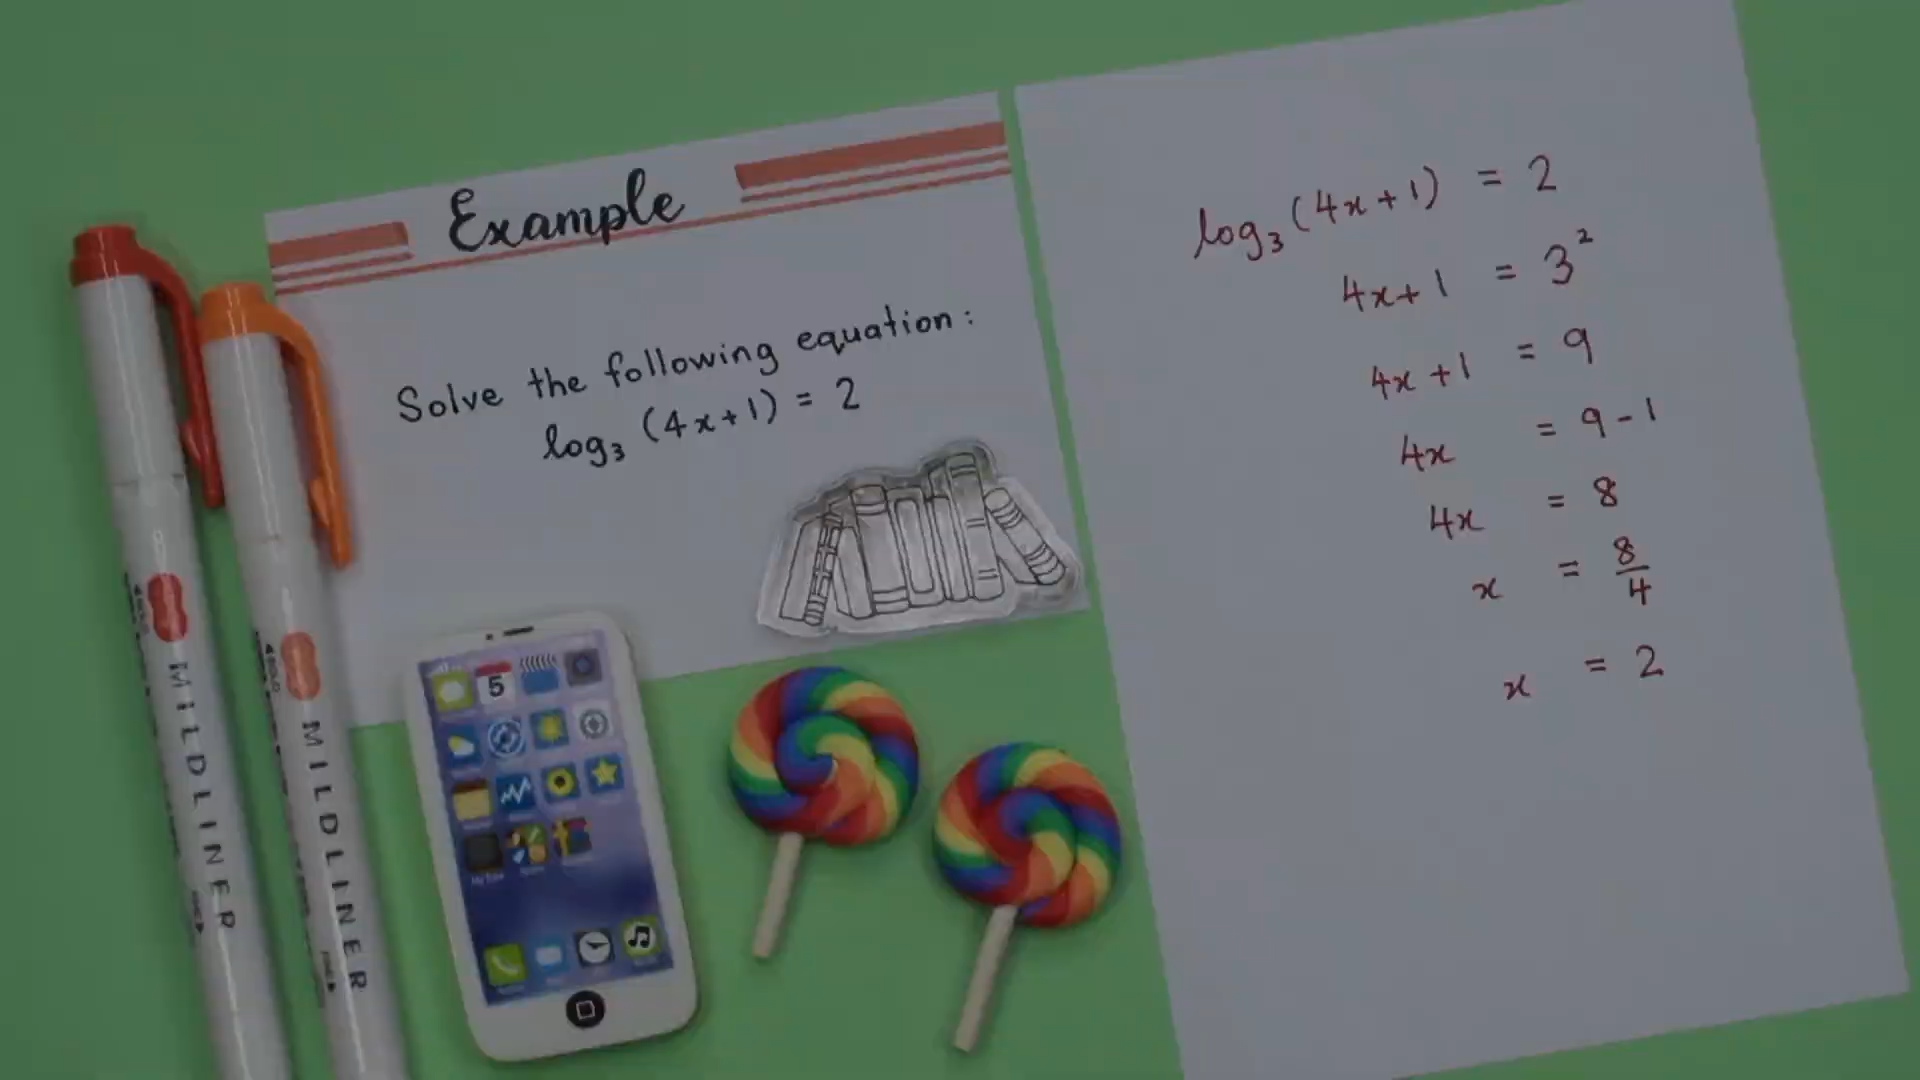 Example
Solve the following equation:
log₃ (4x+1) = 2
log₃ (4x+1) = 2
4x+1 = 3²
4x+1 = 9
4x = 9-1
4x = 8
x = 8/4
x = 2
MILDLINER
MILDLINER
5